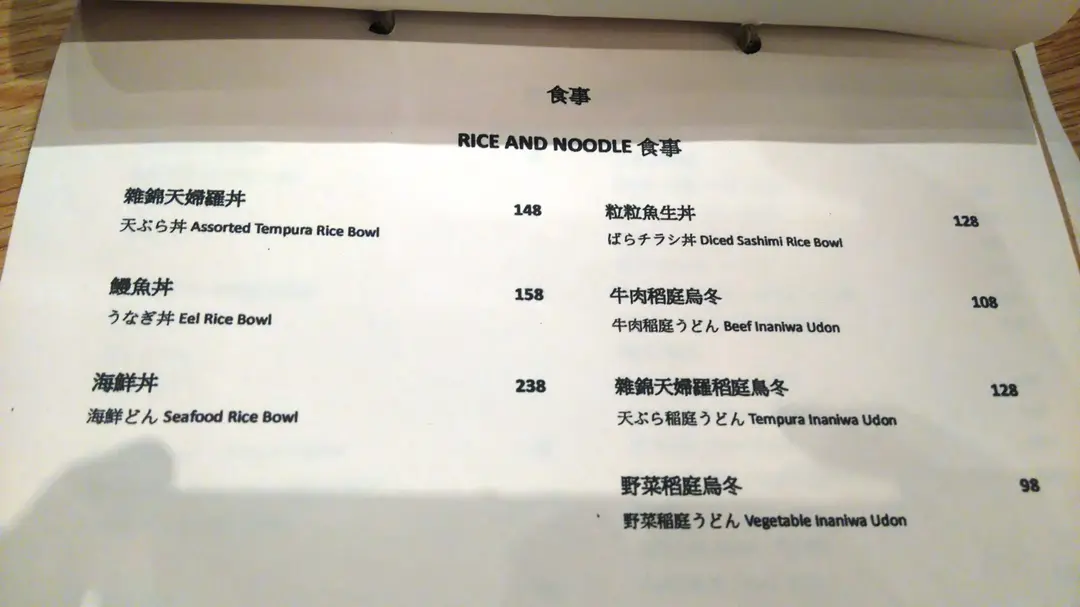 食事
RICE AND NOODLE 食事
雜錦天婦羅丼 148
天ぷら丼 Assorted Tempura Rice Bowl
鰻魚丼 158
うなぎ丼 Eel Rice Bowl
海鮮丼 238
海鮮どん Seafood Rice Bowl
粒粒魚生丼 128
ばらチラシ丼 Diced Sashimi Rice Bowl
牛肉稻庭烏冬 108
牛肉稲庭うどん Beef Inaniwa Udon
雜錦天婦羅稻庭鳥冬 128
天ぷら稲庭うどん Tempura Inaniwa Udon
野菜稻庭烏冬 98
野菜稲庭うどん Vegetable Inaniwa Udon